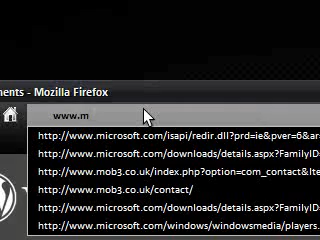 ments - Mozilla Firefox
www.m
http://www.microsoft.com/isapi/redir.dll?prd=ie&pver=6&ar=
http://www.microsoft.com/downloads/details.aspx?FamilyID=
http://www.mob3.co.uk/index.php?option=com_contact&Ite
http://www.mob3.co.uk/contact/
http://www.microsoft.com/downloads/details.aspx?FamilyID=
http://www.microsoft.com/windows/windowsmedia/players.